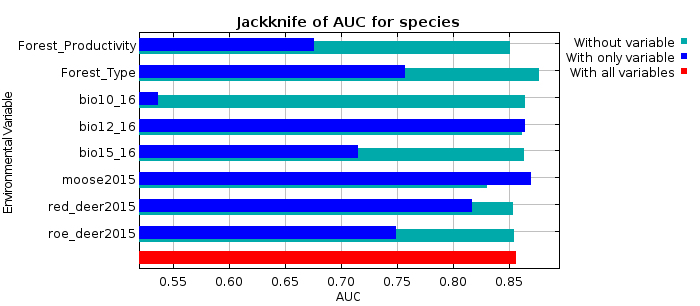 Jackknife of AUC for species
Environmental Variable
Forest_Productivity
Forest_Type
bio10_16
bio12_16
bio15_16
moose2015
red_deer2015
roe_deer2015
0.55 0.60 0.65 0.70 0.75 0.80 0.85
AUC
Without variable
With only variable
With all variables